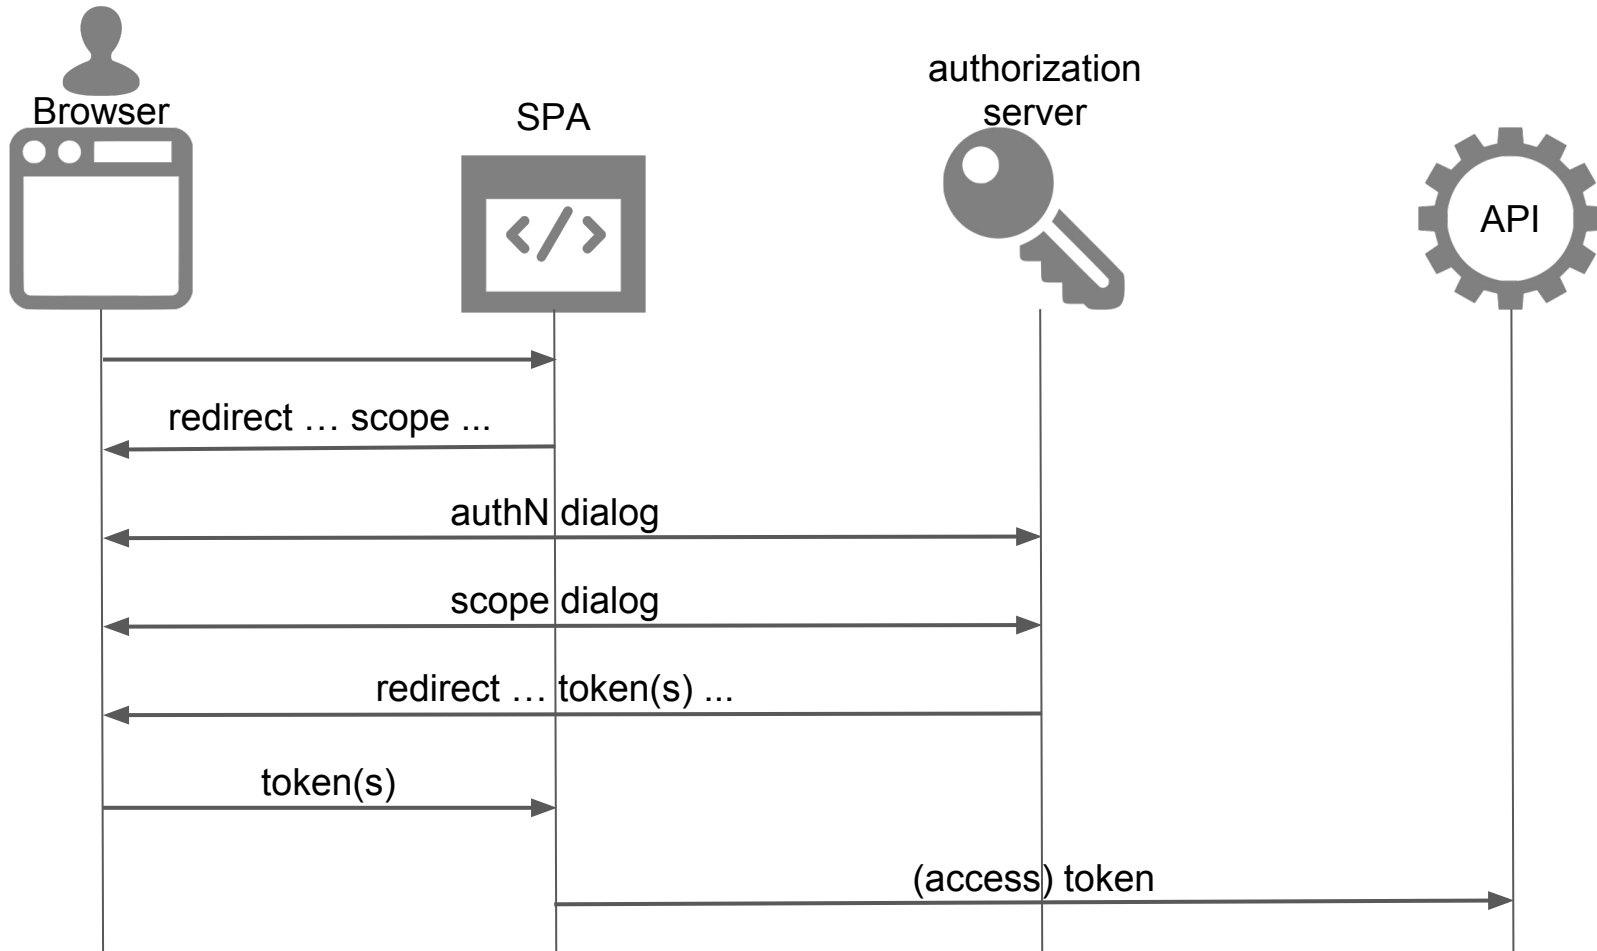 authorization
server
Browser
SPA
API
redirect … scope ...
authN dialog
scope dialog
redirect … token(s) ...
token(s)
(access) token